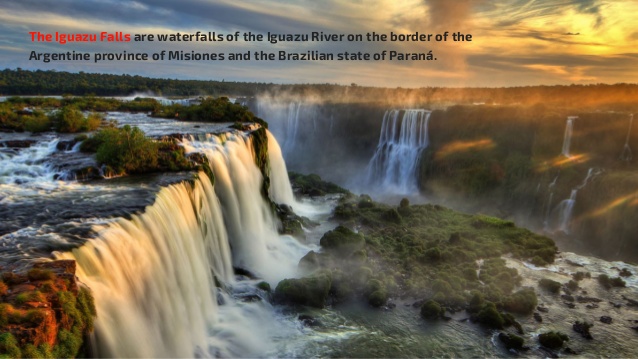 The Iguazu Falls are waterfalls of the Iguazu River on the border of the
Argentine province of Misiones and the Brazilian state of Paraná.